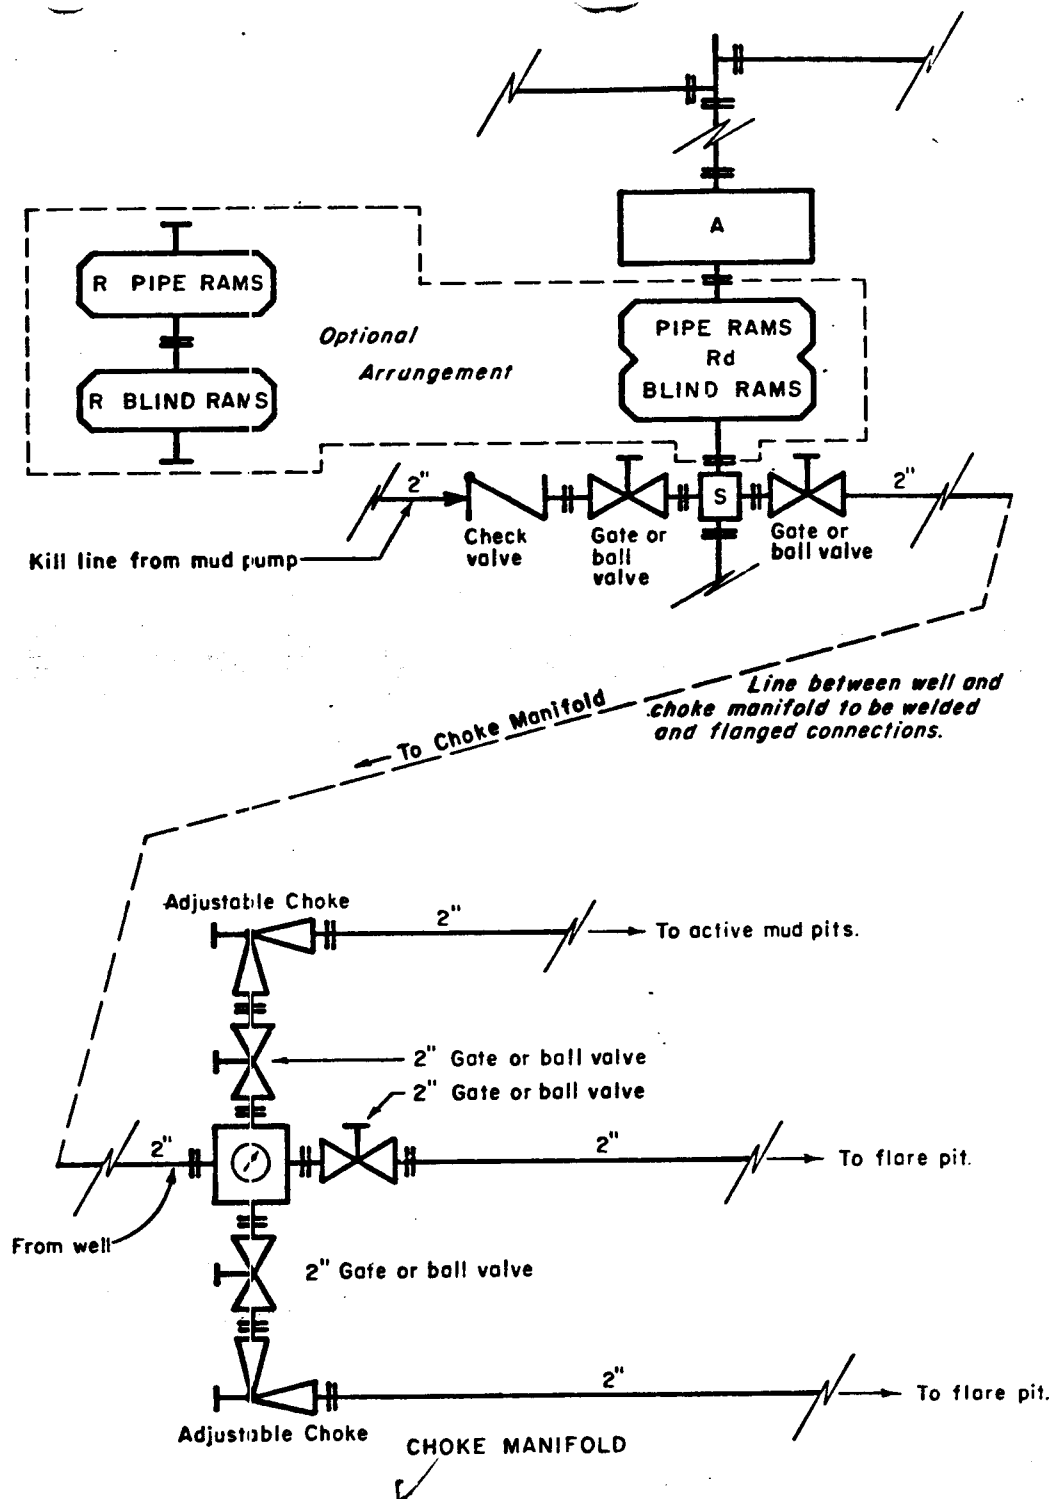 A
R PIPE RAMS
R BLIND RAMS
Optional
Arrungement
PIPE RAMS
Rd
BLIND RAMS
2"
S
2"
Check
valve
Gate or
ball
valve
Gate or
ball valve
Kill line from mud pump
Line between well and
choke manifold to be welded
and flanged connections.
To Choke Manifold
Adjustable Choke
2"
To active mud pits.
2" Gate or ball valve
2" Gate or ball valve
2"
2"
To flare pit.
From well
2" Gate or ball valve
2"
To flare pit.
Adjustable Choke
CHOKE MANIFOLD